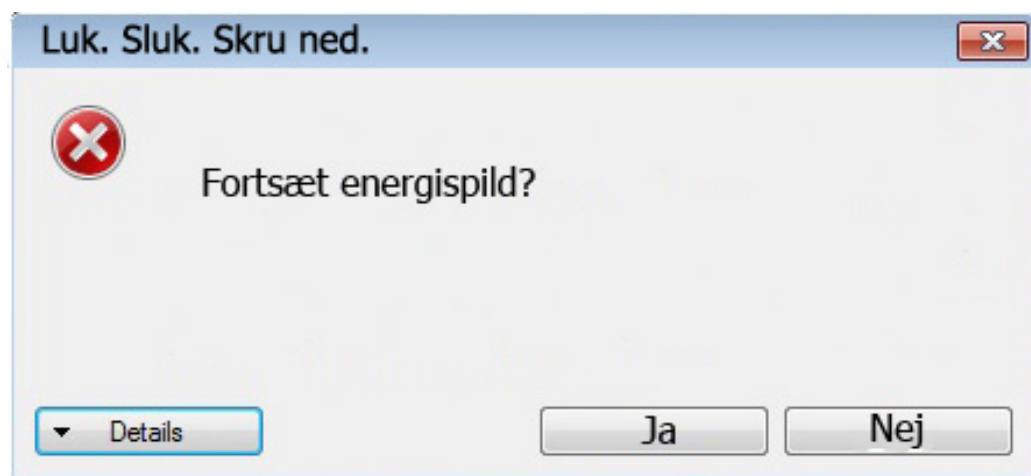 Luk. Sluk. Skru ned.
Fortsæt energispild?
Details
Ja
Nej